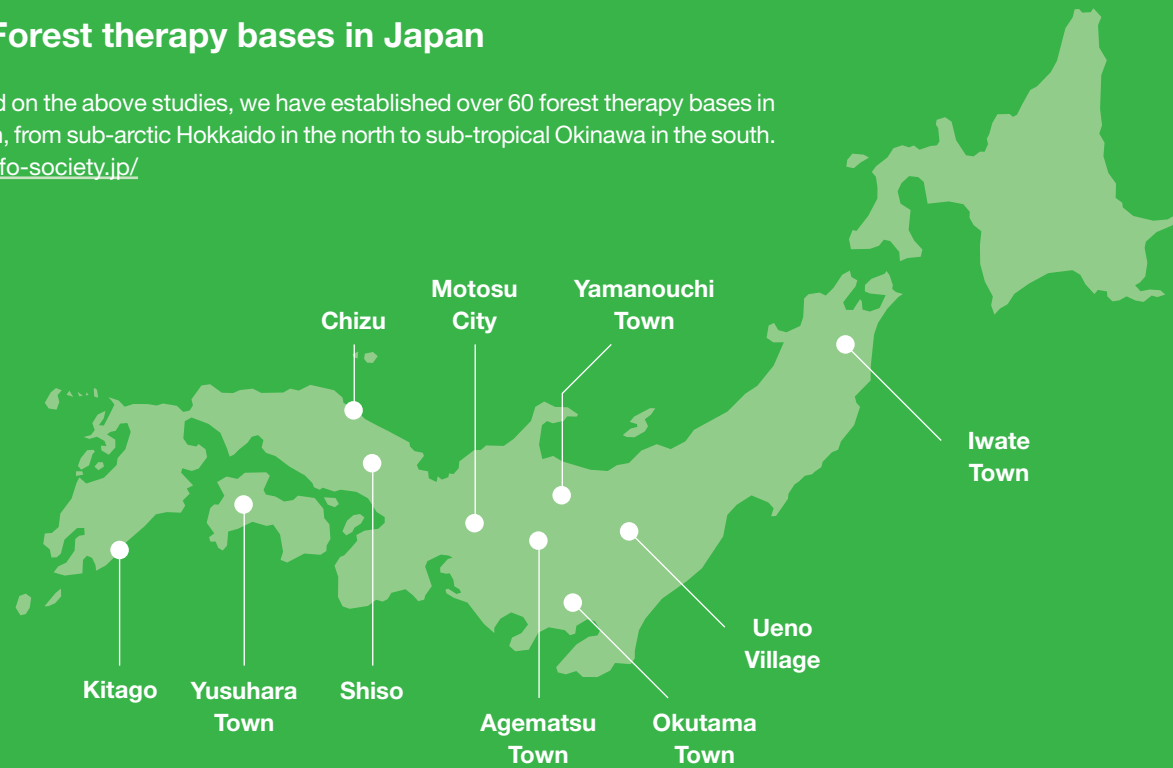 Forest therapy bases in Japan
d on the above studies, we have established over 60 forest therapy bases in
, from sub-arctic Hokkaido in the north to sub-tropical Okinawa in the south.
fo-society.jp/
Motosu
City
Yamanouchi
Town
Chizu
Iwate
Town
Ueno
Village
Kitago
Yusuhara
Town
Shiso
Agematsu
Town
Okutama
Town